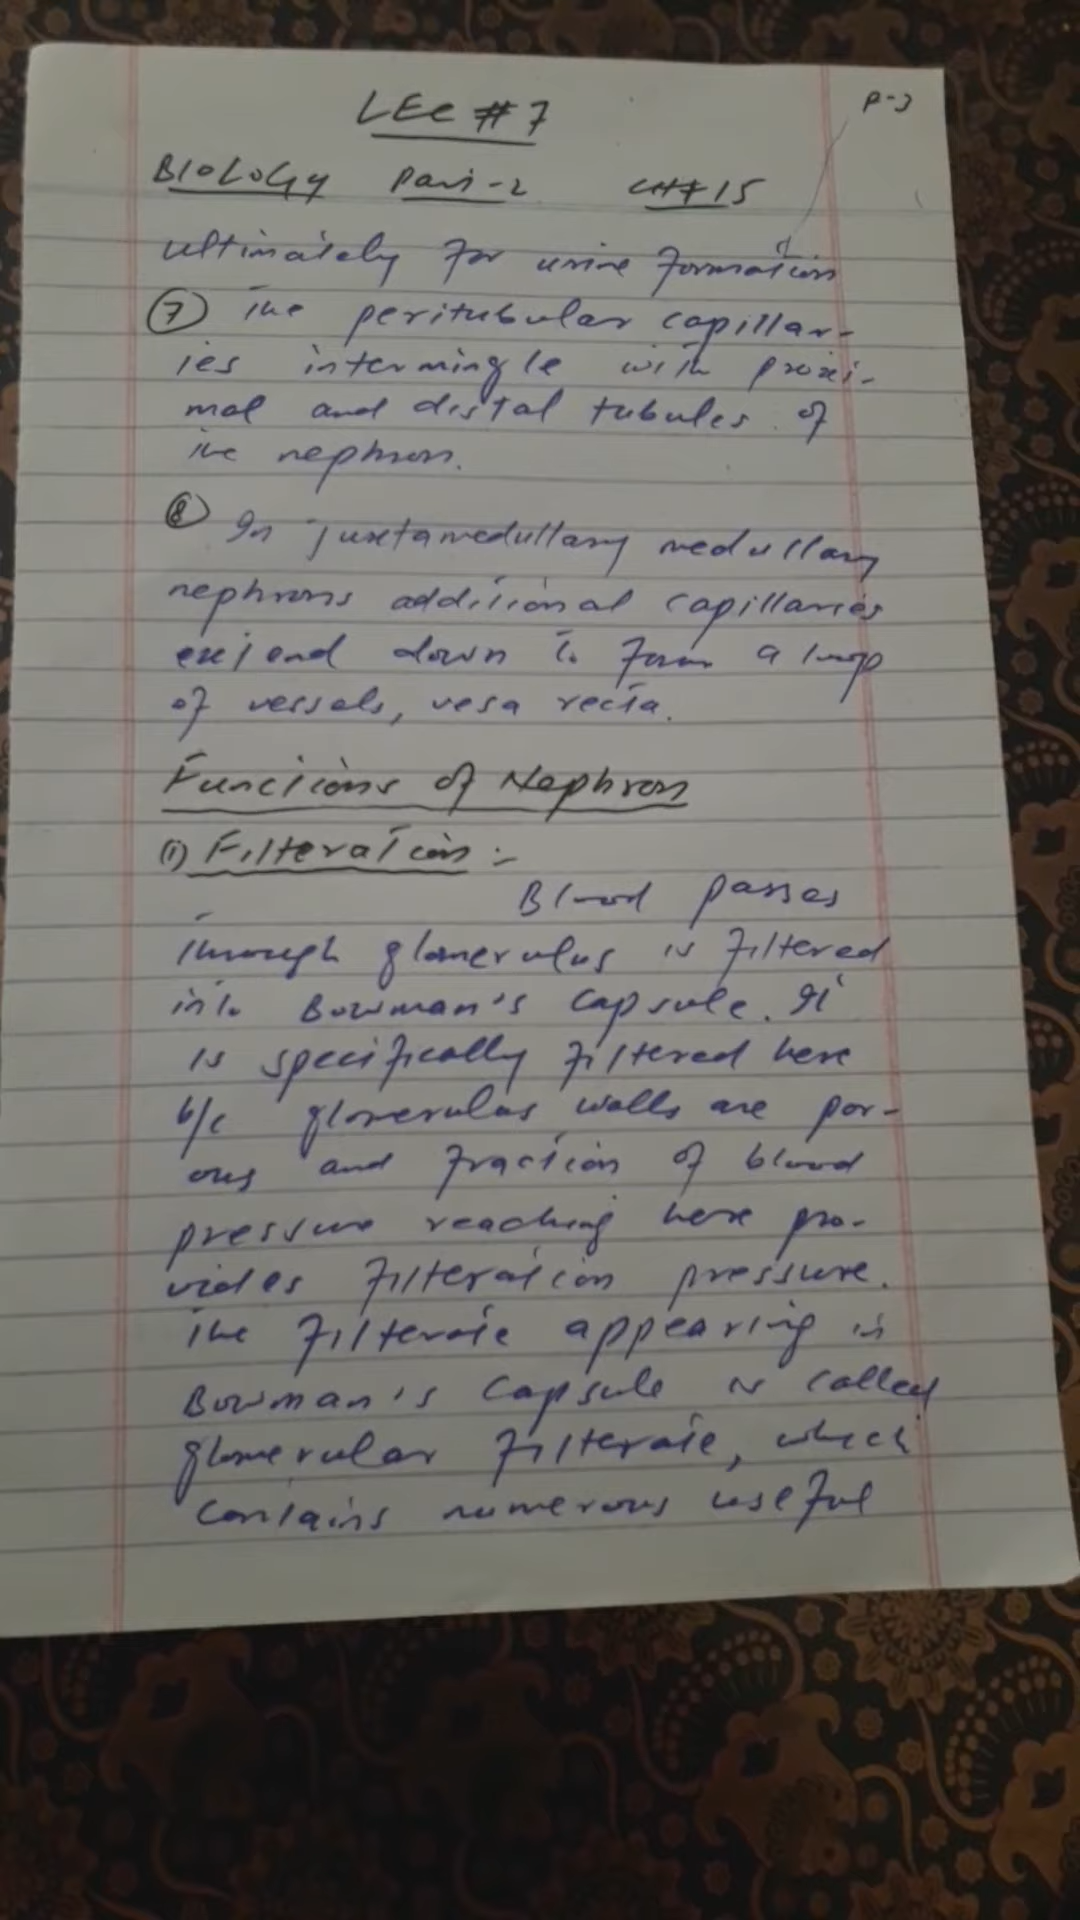 LEC #7
P-3
BIOLOGY Part-2 CH#15
ultimately for urine formation
⑦ The peritubular capillar-
ies intermingle with proxi-
mal and distal tubules of
the nephron.
⑧ In juxtamedullary medullary
nephrons additional capillaries
extend down to form a loop
of vessels, vesa recta.
Functions of Nephron
(i) Filteration :-
Blood passes
Through glomerulus is filtered
into Bowman's Capsule. It
is specifically filtered here
b/c glomerulus walls are por-
ous and fraction of blood
pressure reaching here pro-
vides filteration pressure.
The filterate appearing in
Bowman's Capsule is called
glomerular filterate, which
contains numerous useful